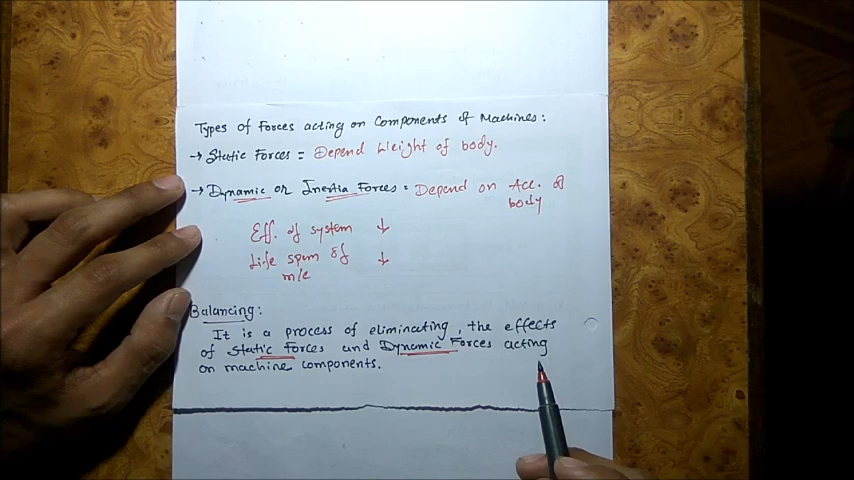 Types of Forces acting on Components of Machines:
→ Static Forces = Depend Weight of body.
→ Dynamic or Inertia Forces = Depend on Acc. of
body
Eff. of system ↓
Life span of ↓
m/c
Balancing:
It is a process of eliminating, the effects
of Static Forces and Dynamic Forces acting
on machine components.